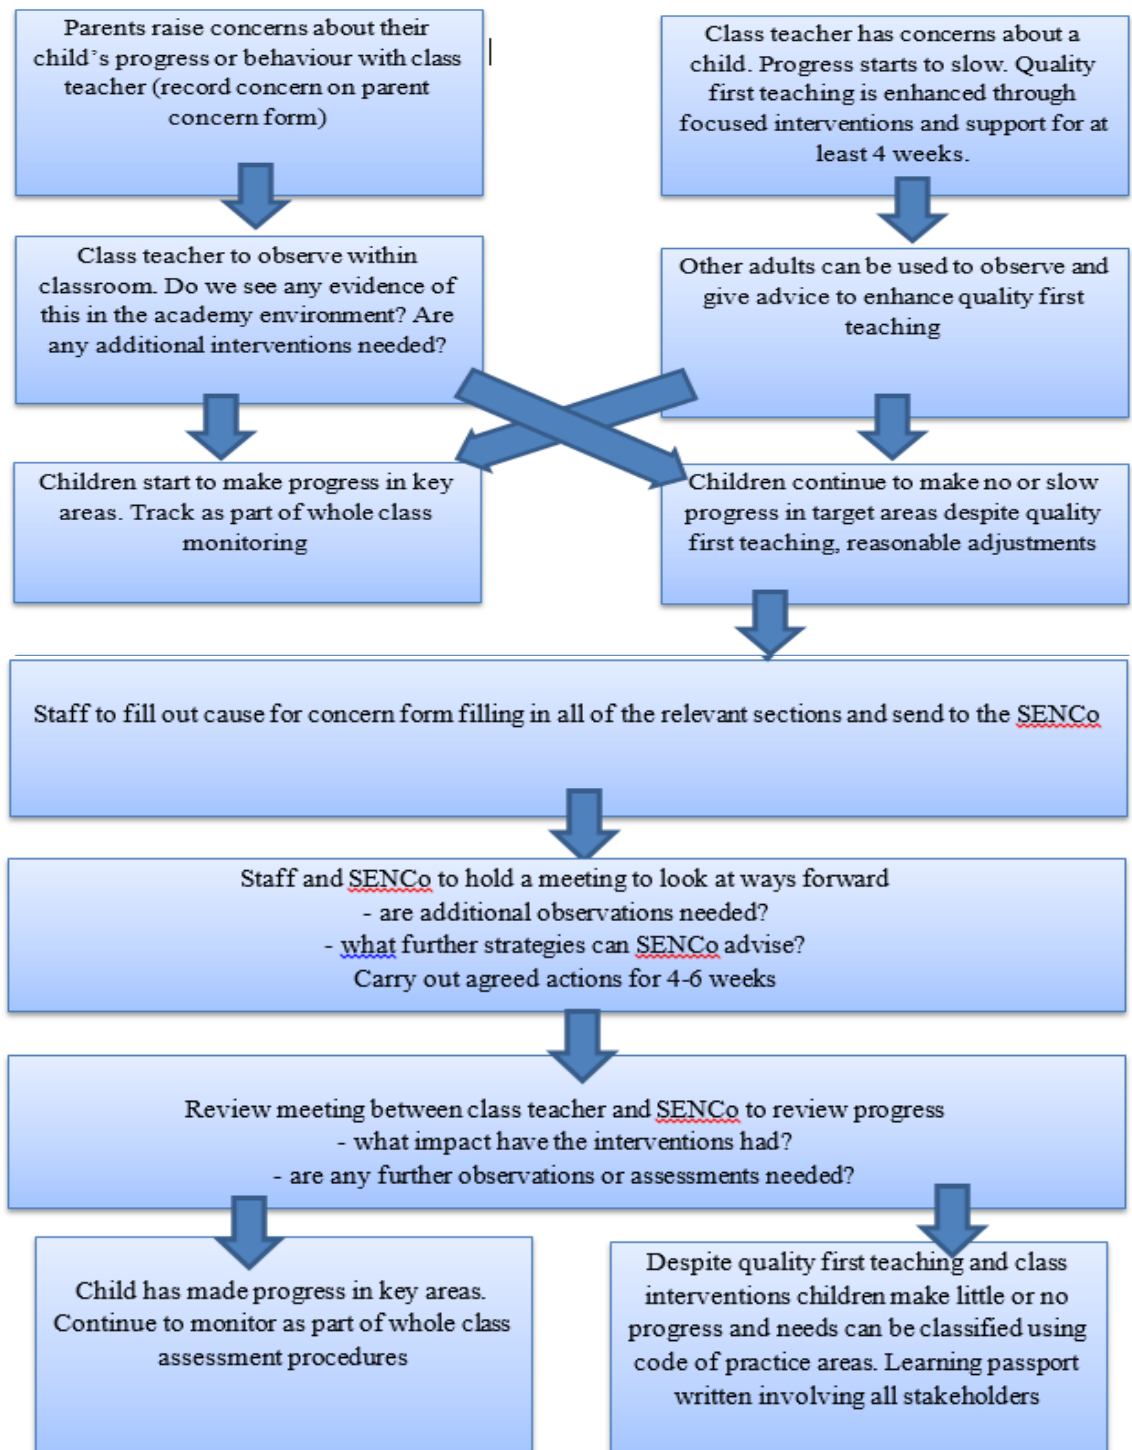 Parents raise concerns about their
child’s progress or behaviour with class
teacher (record concern on parent
concern form)
Class teacher has concerns about a
child. Progress starts to slow. Quality
first teaching is enhanced through
focused interventions and support for at
least 4 weeks.
Class teacher to observe within
classroom. Do we see any evidence of
this in the academy environment? Are
any additional interventions needed?
Other adults can be used to observe and
give advice to enhance quality first
teaching
Children start to make progress in key
areas. Track as part of whole class
monitoring
Children continue to make no or slow
progress in target areas despite quality
first teaching, reasonable adjustments
Staff to fill out cause for concern form filling in all of the relevant sections and send to the SENCo
Staff and SENCo to hold a meeting to look at ways forward
- are additional observations needed?
- what further strategies can SENCo advise?
Carry out agreed actions for 4-6 weeks
Review meeting between class teacher and SENCo to review progress
- what impact have the interventions had?
- are any further observations or assessments needed?
Child has made progress in key areas.
Continue to monitor as part of whole class
assessment procedures
Despite quality first teaching and class
interventions children make little or no
progress and needs can be classified using
code of practice areas. Learning passport
written involving all stakeholders